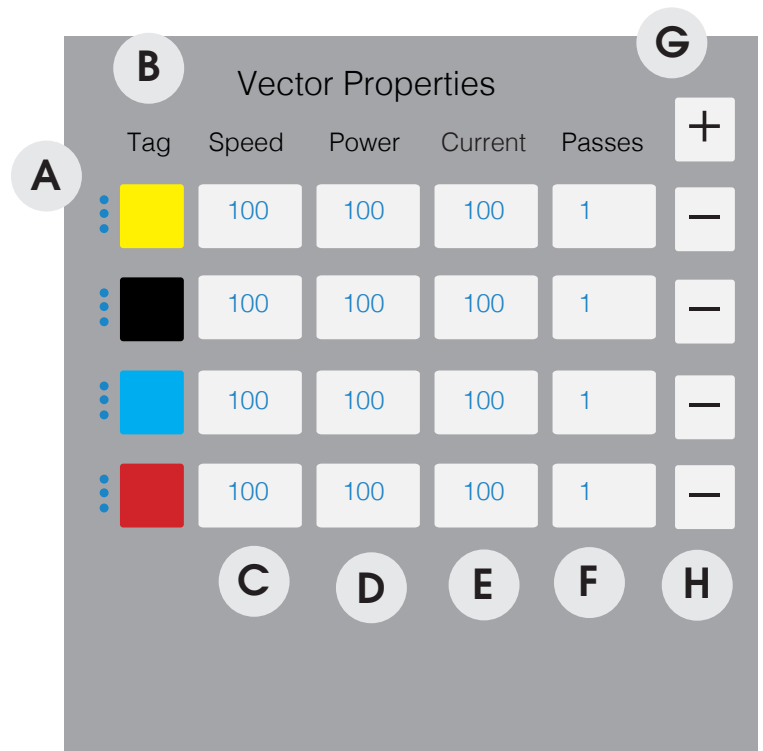 G
B
Vector Properties
+
Tag Speed Power Current Passes
A
100 100 100 1 −
100 100 100 1 −
100 100 100 1 −
100 100 100 1 −
C D E F H